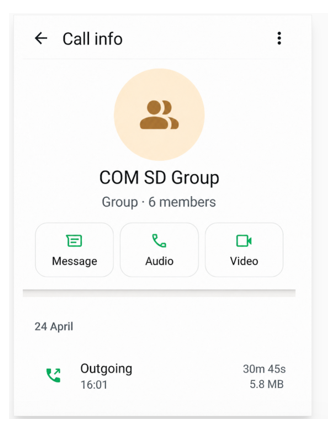 Call info
COM SD Group
Group · 6 members
Message Audio Video
24 April
Outgoing 30m 45s
16:01 5.8 MB